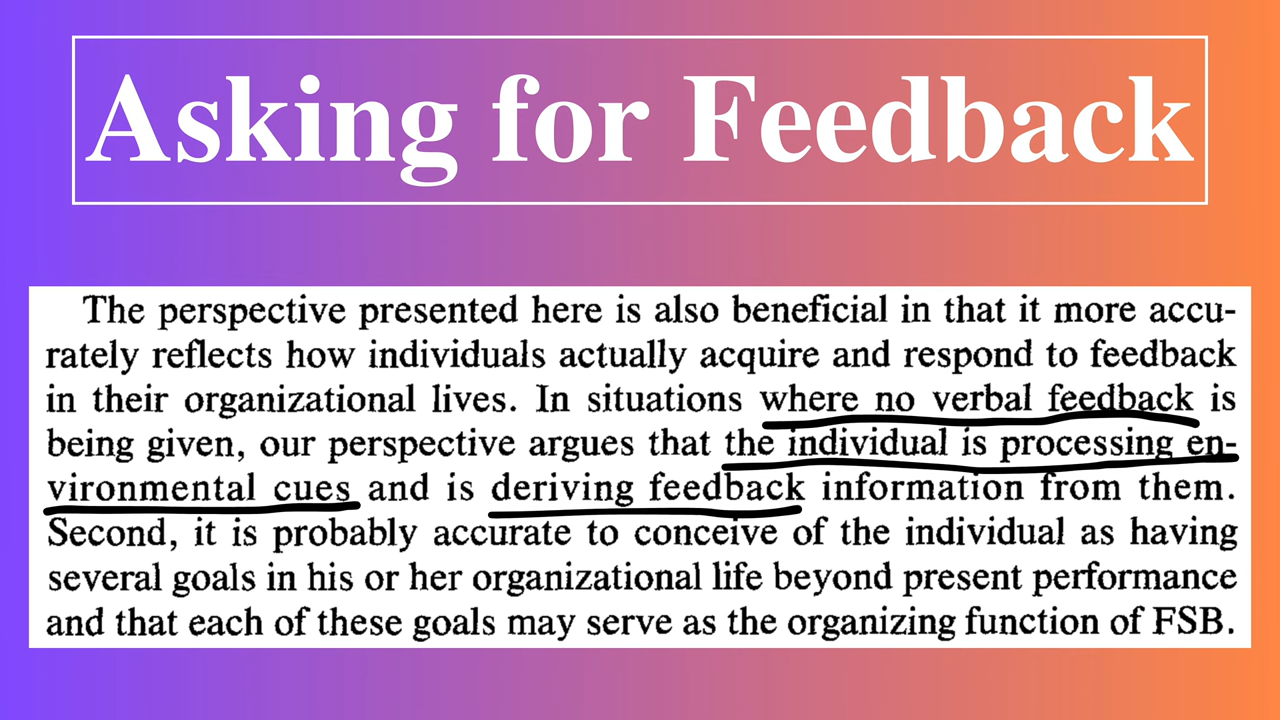 Asking for Feedback
The perspective presented here is also beneficial in that it more accu-
rately reflects how individuals actually acquire and respond to feedback
in their organizational lives. In situations where no verbal feedback is
being given, our perspective argues that the individual is processing en-
vironmental cues and is deriving feedback information from them.
Second, it is probably accurate to conceive of the individual as having
several goals in his or her organizational life beyond present performance
and that each of these goals may serve as the organizing function of FSB.